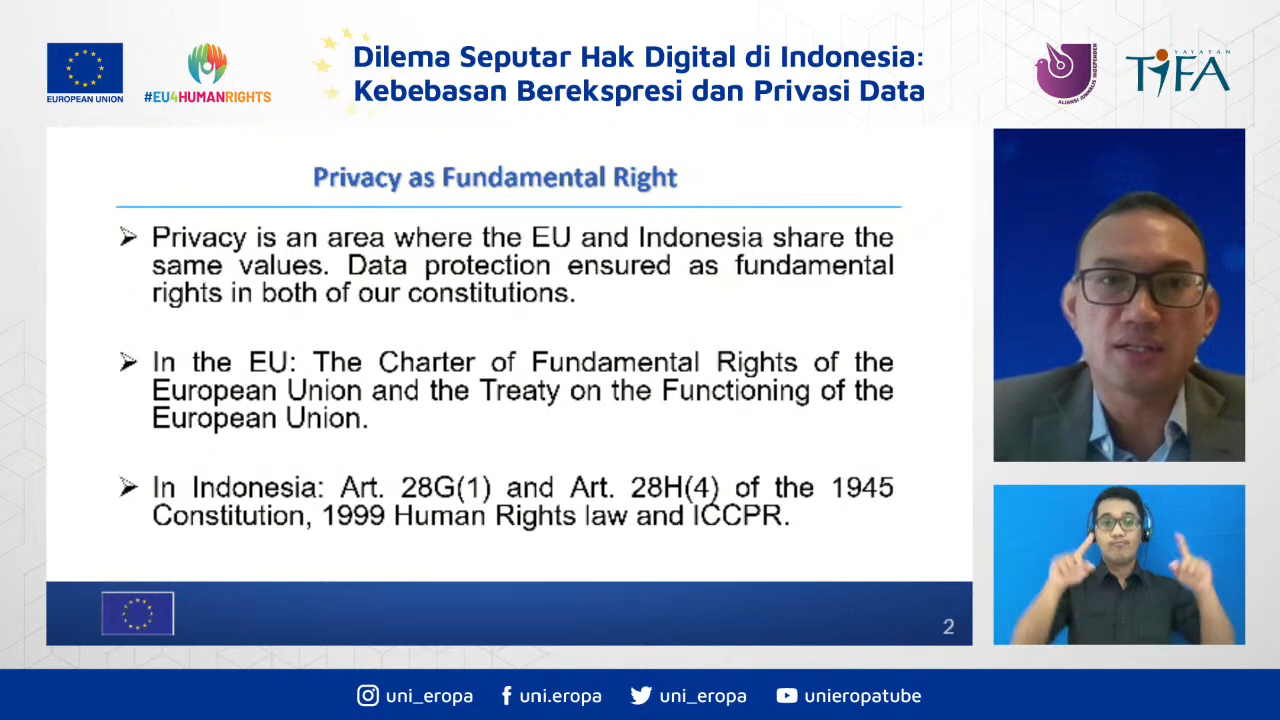 EUROPEAN UNION
#EU4HUMANRIGHTS
Dilema Seputar Hak Digital di Indonesia:
Kebebasan Berekspresi dan Privasi Data
ALIANSI JURNALIS INDEPENDEN
YAYASAN
TIFA
Privacy as Fundamental Right
➢ Privacy is an area where the EU and Indonesia share the
same values. Data protection ensured as fundamental
rights in both of our constitutions.
➢ In the EU: The Charter of Fundamental Rights of the
European Union and the Treaty on the Functioning of the
European Union.
➢ In Indonesia: Art. 28G(1) and Art. 28H(4) of the 1945
Constitution, 1999 Human Rights law and ICCPR.
2
uni_eropa
uni.eropa
uni_eropa
unieropatube